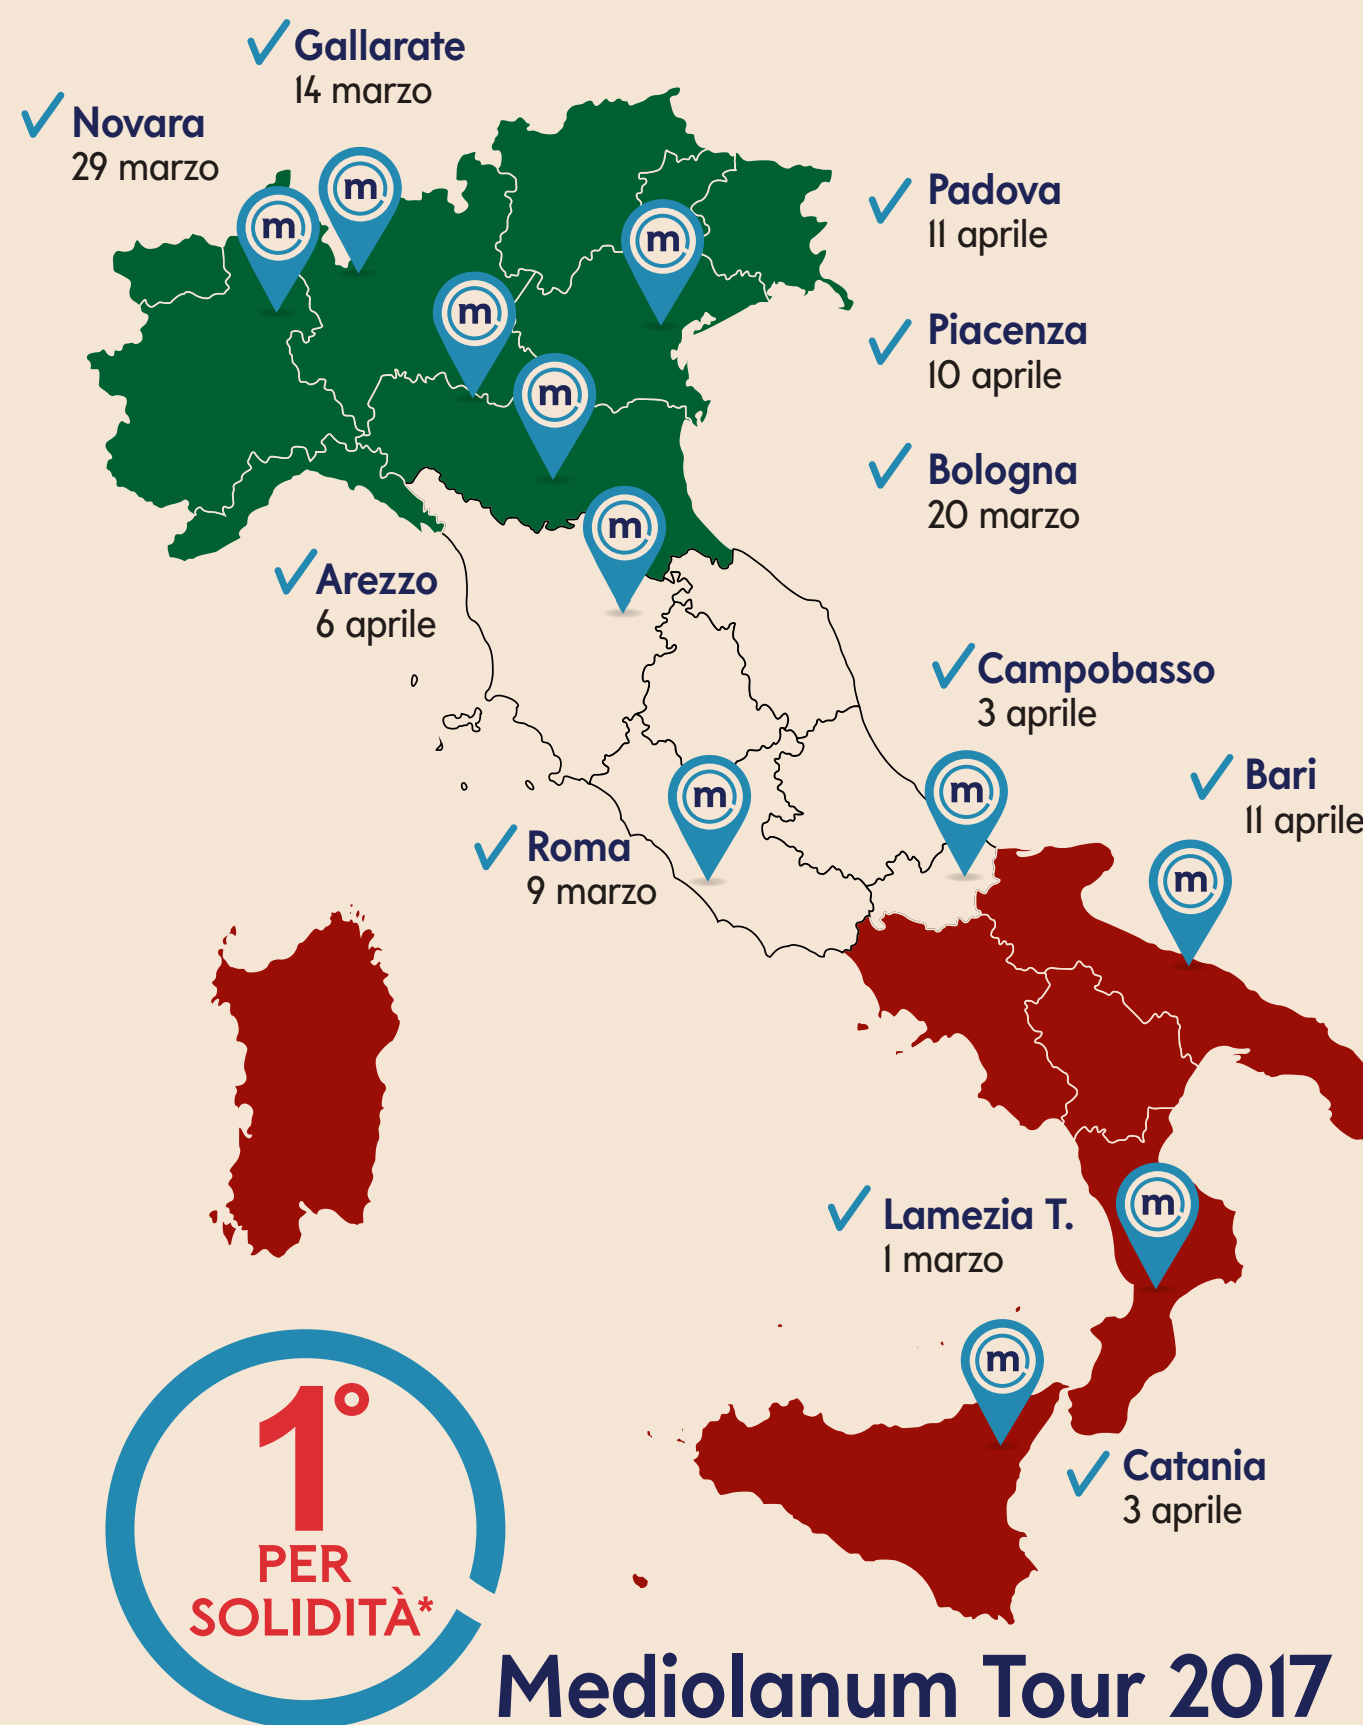 Gallarate
14 marzo
Novara
29 marzo
m
m
Padova
11 aprile
m
m
Piacenza
10 aprile
m
Bologna
20 marzo
m
Arezzo
6 aprile
Campobasso
3 aprile
Bari
11 aprile
m
m
Roma
9 marzo
m
m
Lamezia T.
1 marzo
m
Catania
3 aprile
1°
PER
SOLIDITÀ*
Mediolanum Tour 2017